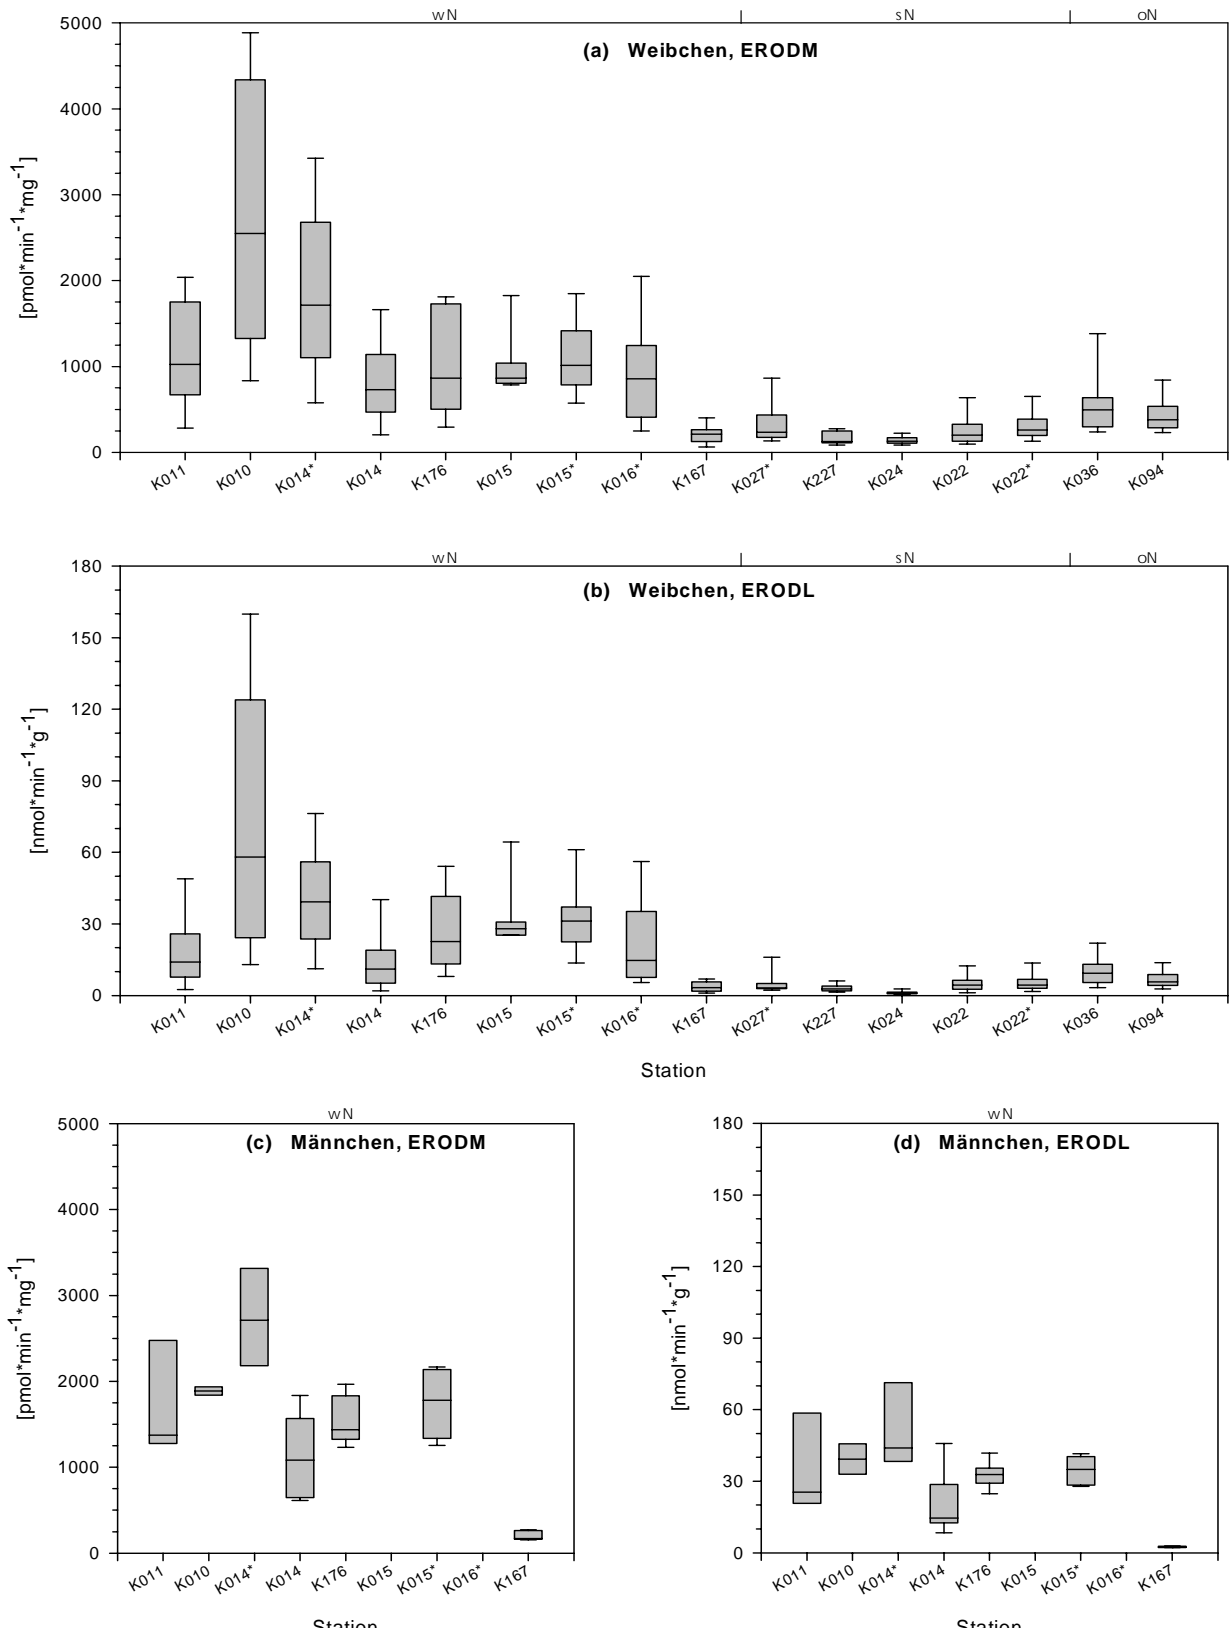 wN sN oN
(a) Weibchen, ERODM
5000
4000
3000
2000
1000
0
[pmol*min-1*mg-1]
K011 K010 K014* K014 K176 K015 K015* K016* K167 K027* K227 K024 K022 K022* K036 K094
wN sN oN
(b) Weibchen, ERODL
180
150
120
90
60
30
0
[nmol*min-1*g-1]
K011 K010 K014* K014 K176 K015 K015* K016* K167 K027* K227 K024 K022 K022* K036 K094
Station
wN
(c) Männchen, ERODM
5000
4000
3000
2000
1000
0
[pmol*min-1*mg-1]
K011 K010 K014* K014 K176 K015 K015* K016* K167
Station
wN
(d) Männchen, ERODL
180
150
120
90
60
30
0
[nmol*min-1*g-1]
K011 K010 K014* K014 K176 K015 K015* K016* K167
Station